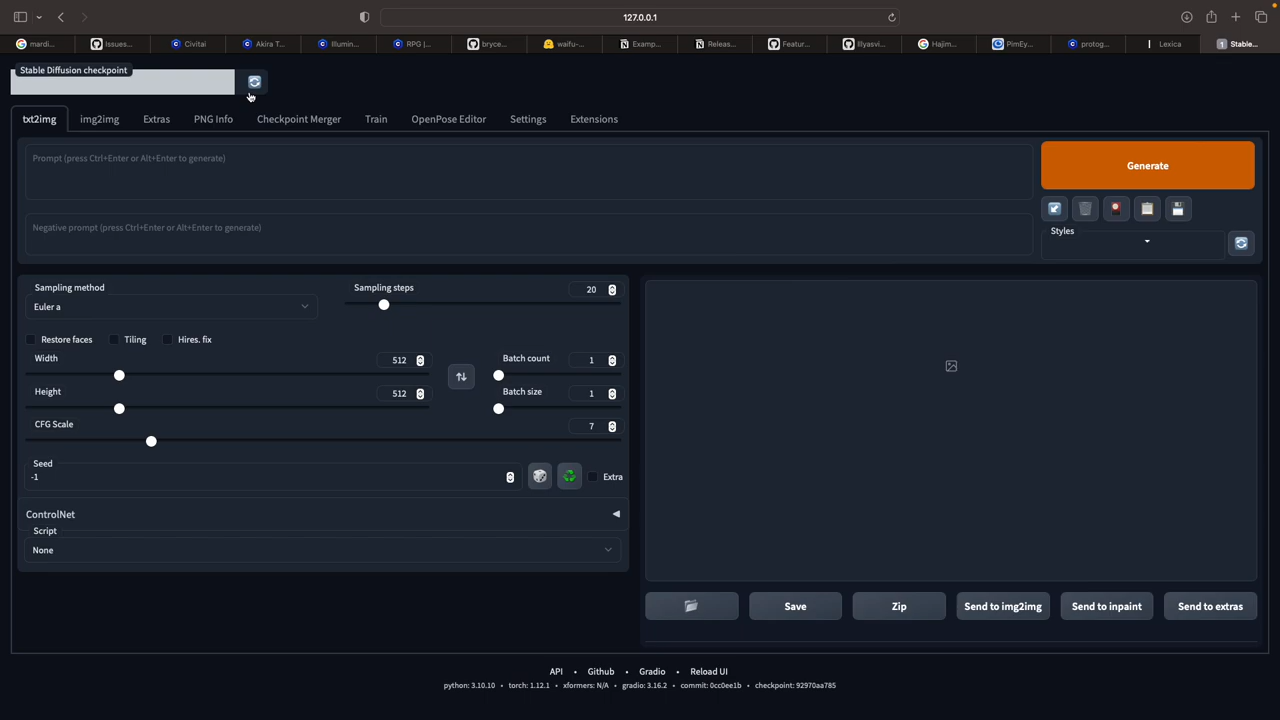 127.0.0.1
mardi...
Issues...
Civitai
Akira T...
Illumin...
RPG |...
bryce...
waifu-...
Examp...
Releas...
Featur...
Illyasvi...
Hajim...
PimEy...
protog...
Lexica
Stable...
Stable Diffusion checkpoint
txt2img
img2img
Extras
PNG Info
Checkpoint Merger
Train
OpenPose Editor
Settings
Extensions
Prompt (press Ctrl+Enter or Alt+Enter to generate)
Generate
Negative prompt (press Ctrl+Enter or Alt+Enter to generate)
Styles
Sampling method
Euler a
Sampling steps
20
Restore faces
Tiling
Hires. fix
Width
512
Batch count
1
Height
512
Batch size
1
CFG Scale
7
Seed
-1
Extra
ControlNet
Script
None
Save
Zip
Send to img2img
Send to inpaint
Send to extras
API • Github • Gradio • Reload UI
python: 3.10.10 • torch: 1.12.1 • xformers: N/A • gradio: 3.16.2 • commit: 0cc0ee1b • checkpoint: 92970aa785